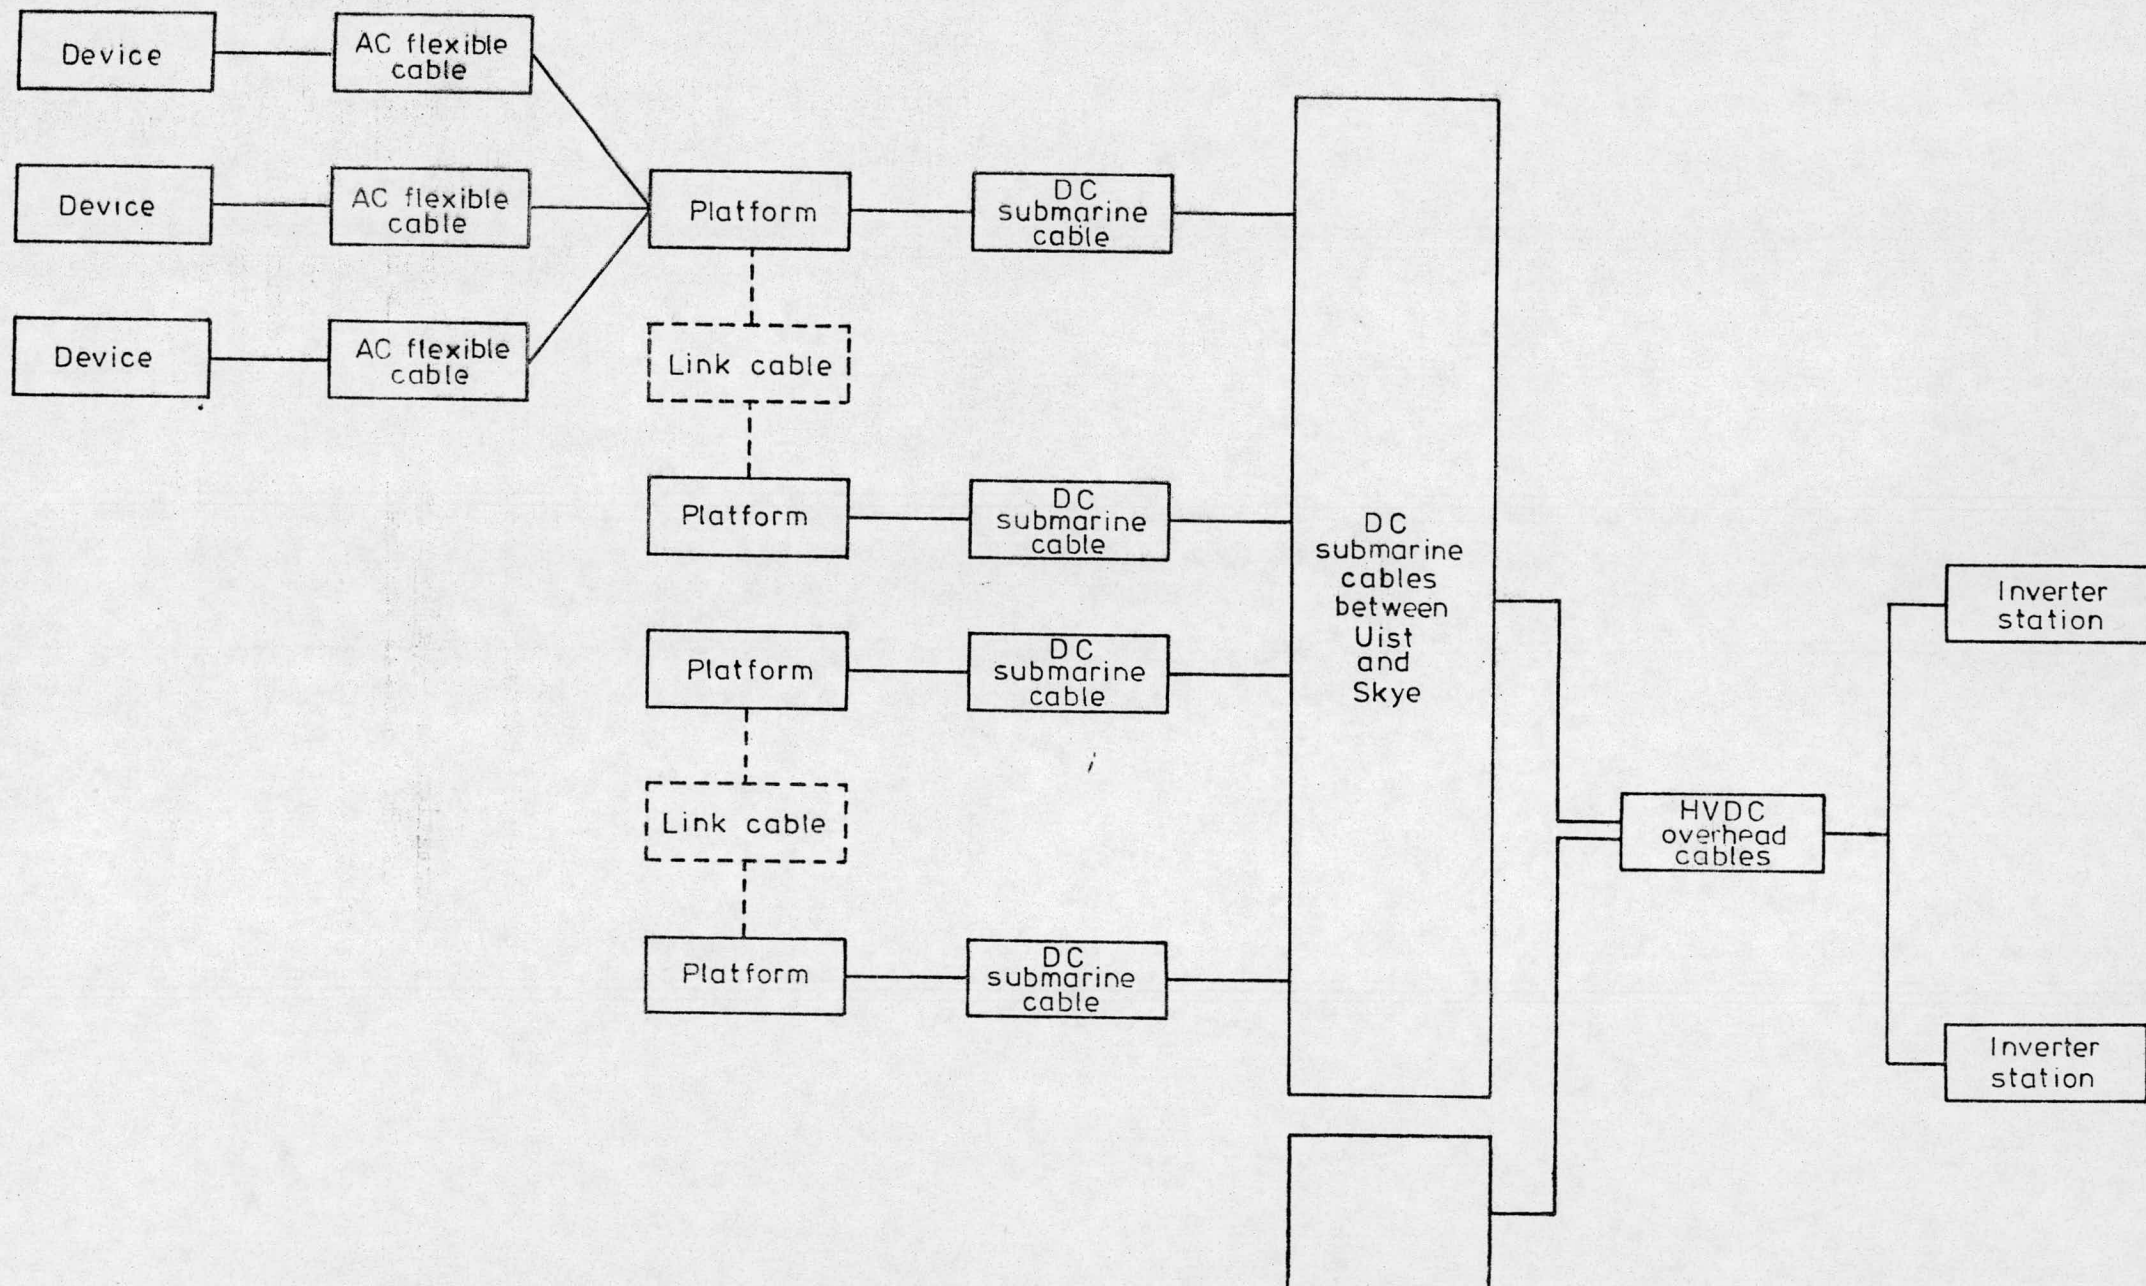 Device
AC flexible
cable
Device
AC flexible
cable
Platform
DC
submarine
cable
Device
AC flexible
cable
Link cable
Platform
DC
submarine
cable
DC
submarine
cables
between
Uist
and
Skye
Inverter
station
Platform
DC
submarine
cable
Link cable
HVDC
overhead
cables
Platform
DC
submarine
cable
Inverter
station